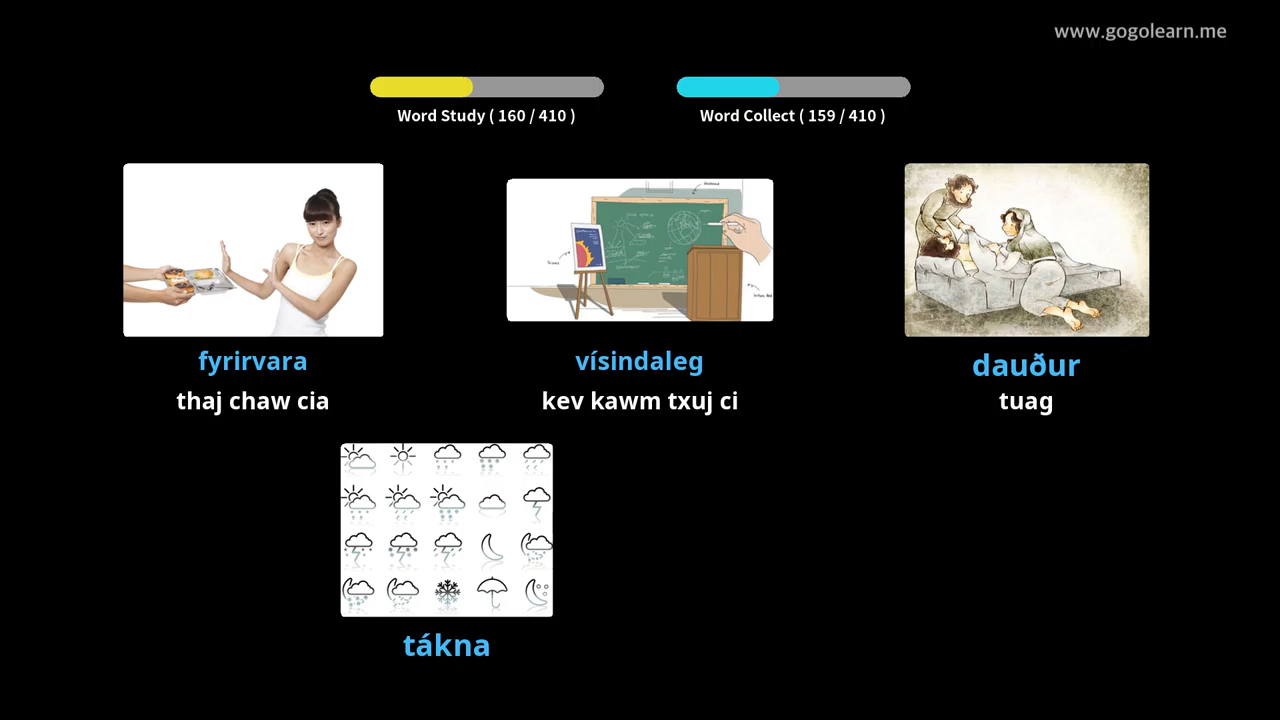 www.gogolearn.me
Word Study ( 160 / 410 )
Word Collect ( 159 / 410 )
fyrirvara
vísindaleg
dauður
thaj chaw cia
kev kawm txuj ci
tuag
tákna